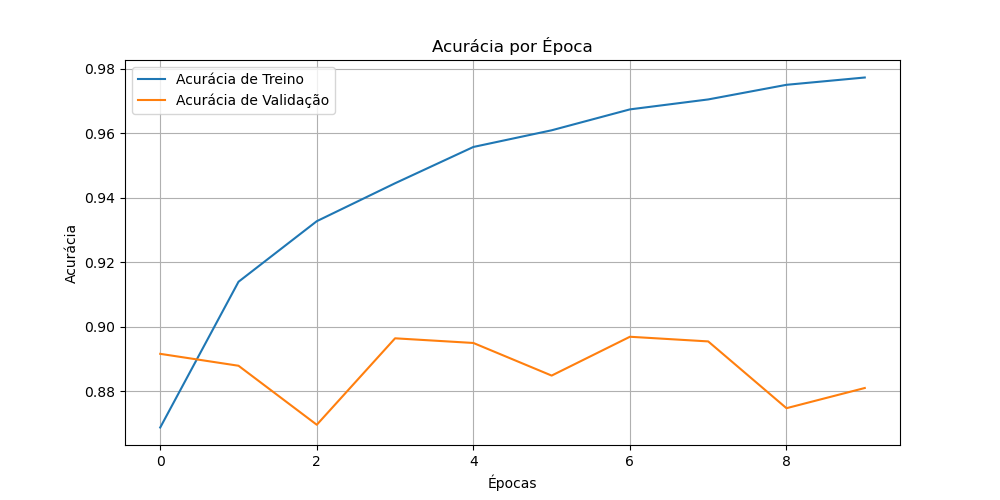 Acurácia por Época
Acurácia de Treino
Acurácia de Validação
0.98
0.96
0.94
0.92
0.90
0.88
Acurácia
0 2 4 6 8
Épocas